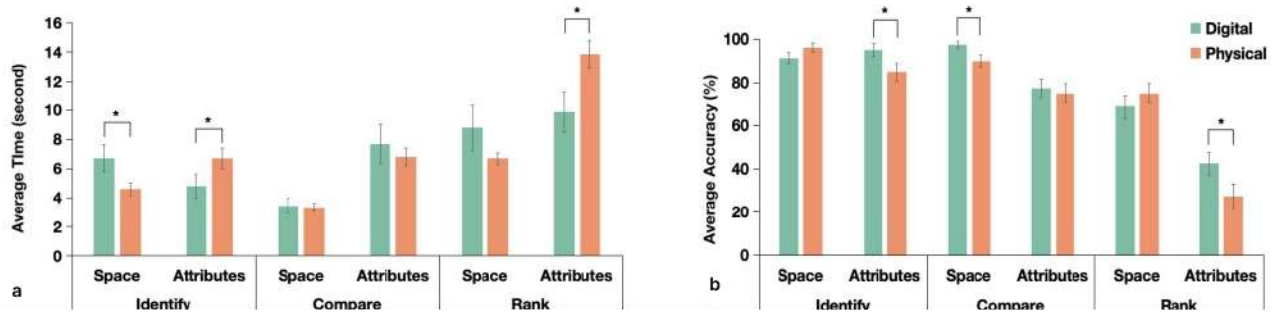 Average Time (second)
16
14
12
10
8
6
4
2
0
*
*
*
Space Attributes Space Attributes Space Attributes
Identify Compare Rank
a
Average Accuracy (%)
100
80
60
40
20
0
*
*
*
Digital
Physical
Space Attributes Space Attributes Space Attributes
Identify Compare Rank
b